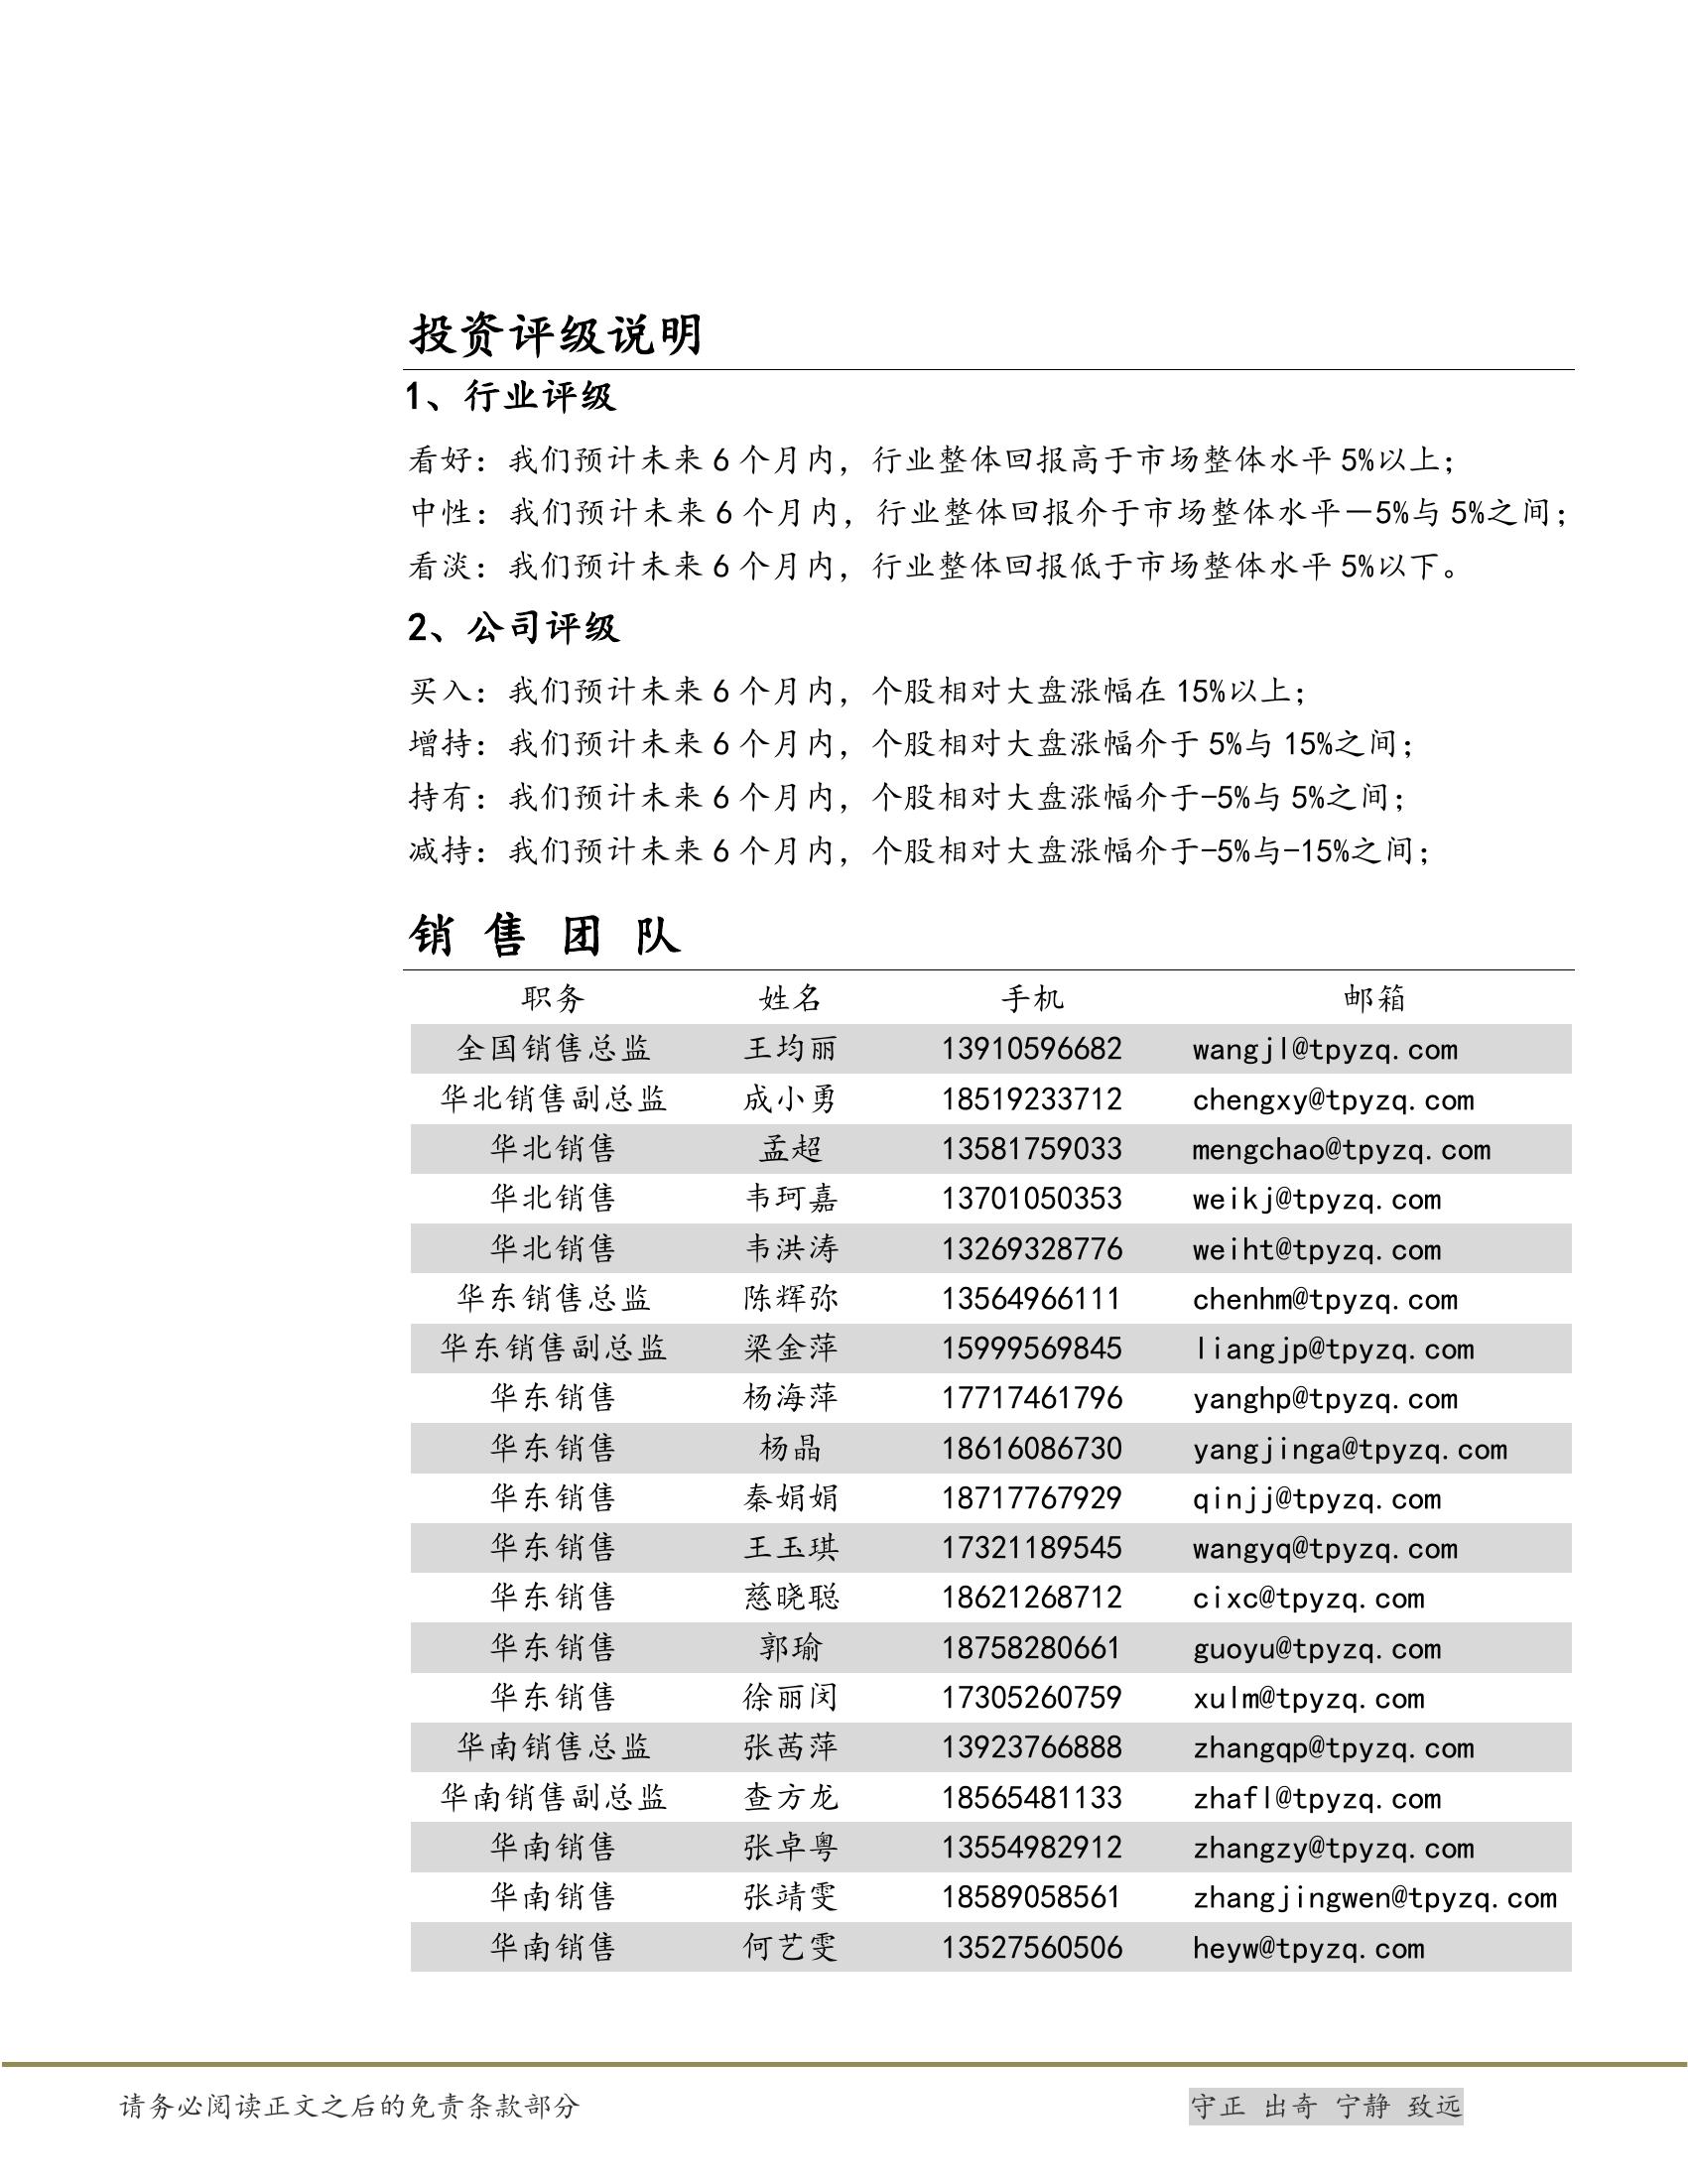 投资评级说明
1、行业评级
看好：我们预计未来 6 个月内，行业整体回报高于市场整体水平 5%以上；
中性：我们预计未来 6 个月内，行业整体回报介于市场整体水平－5%与 5%之间；
看淡：我们预计未来 6 个月内，行业整体回报低于市场整体水平 5%以下。
2、公司评级
买入：我们预计未来 6 个月内，个股相对大盘涨幅在 15%以上；
增持：我们预计未来 6 个月内，个股相对大盘涨幅介于 5%与 15%之间；
持有：我们预计未来 6 个月内，个股相对大盘涨幅介于-5%与 5%之间；
减持：我们预计未来 6 个月内，个股相对大盘涨幅介于-5%与-15%之间；
销 售 团 队
职务 姓名 手机 邮箱
全国销售总监 王均丽 13910596682 wangjl@tpyzq.com
华北销售副总监 成小勇 18519233712 chengxy@tpyzq.com
华北销售 孟超 13581759033 mengchao@tpyzq.com
华北销售 韦珂嘉 13701050353 weikj@tpyzq.com
华北销售 韦洪涛 13269328776 weiht@tpyzq.com
华东销售总监 陈辉弥 13564966111 chenhm@tpyzq.com
华东销售副总监 梁金萍 15999569845 liangjp@tpyzq.com
华东销售 杨海萍 17717461796 yanghp@tpyzq.com
华东销售 杨晶 18616086730 yangjinga@tpyzq.com
华东销售 秦娟娟 18717767929 qinjj@tpyzq.com
华东销售 王玉琪 17321189545 wangyq@tpyzq.com
华东销售 慈晓聪 18621268712 cixc@tpyzq.com
华东销售 郭瑜 18758280661 guoyu@tpyzq.com
华东销售 徐丽闵 17305260759 xulm@tpyzq.com
华南销售总监 张茜萍 13923766888 zhangqp@tpyzq.com
华南销售副总监 查方龙 18565481133 zhafl@tpyzq.com
华南销售 张卓粤 13554982912 zhangzy@tpyzq.com
华南销售 张靖雯 18589058561 zhangjingwen@tpyzq.com
华南销售 何艺雯 13527560506 heyw@tpyzq.com
请务必阅读正文之后的免责条款部分 守正 出奇 宁静 致远